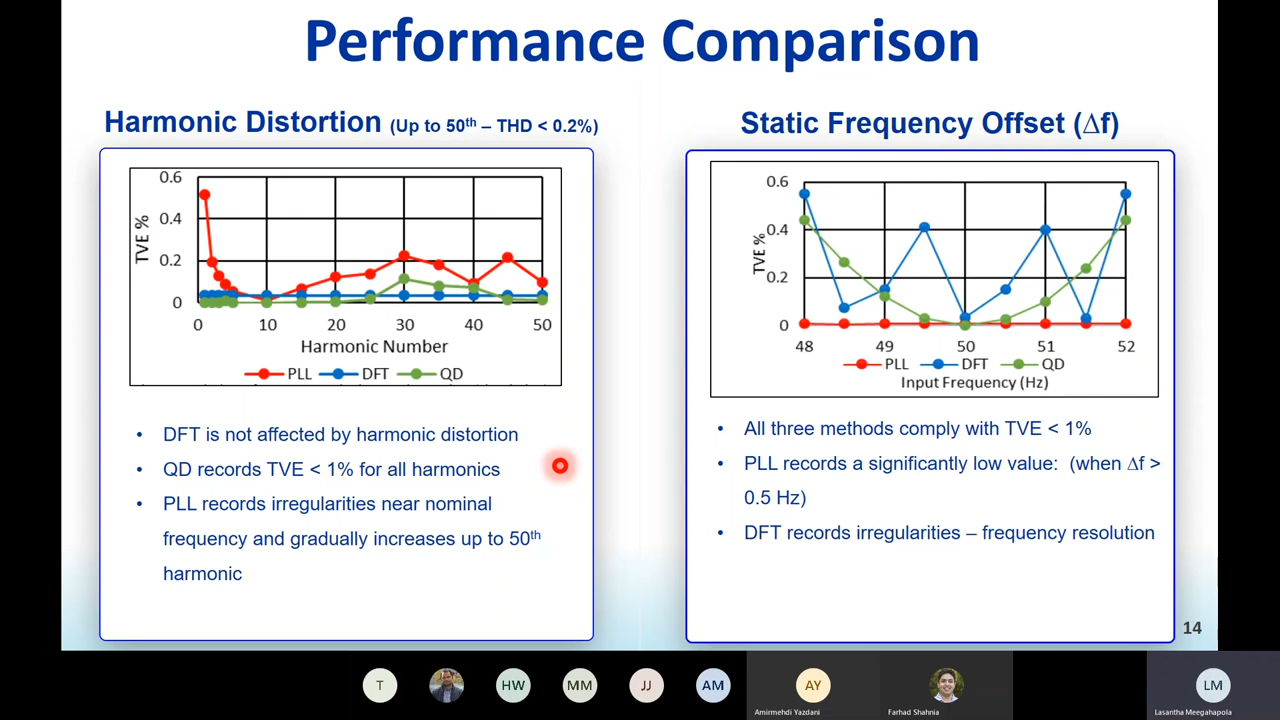 Performance Comparison
Harmonic Distortion (Up to 50th – THD < 0.2%)
TVE %
0.6
0.4
0.2
0
0 10 20 30 40 50
Harmonic Number
PLL DFT QD
• DFT is not affected by harmonic distortion
• QD records TVE < 1% for all harmonics
• PLL records irregularities near nominal
frequency and gradually increases up to 50th
harmonic
Static Frequency Offset (∆f)
TVE %
0.6
0.4
0.2
0
48 49 50 51 52
PLL DFT QD
Input Frequency (Hz)
• All three methods comply with TVE < 1%
• PLL records a significantly low value: (when ∆f >
0.5 Hz)
• DFT records irregularities – frequency resolution
14
T HW MM JJ AM AY LM
Amirmehdi Yazdani Farhad Shahnia Lasantha Meegahapola